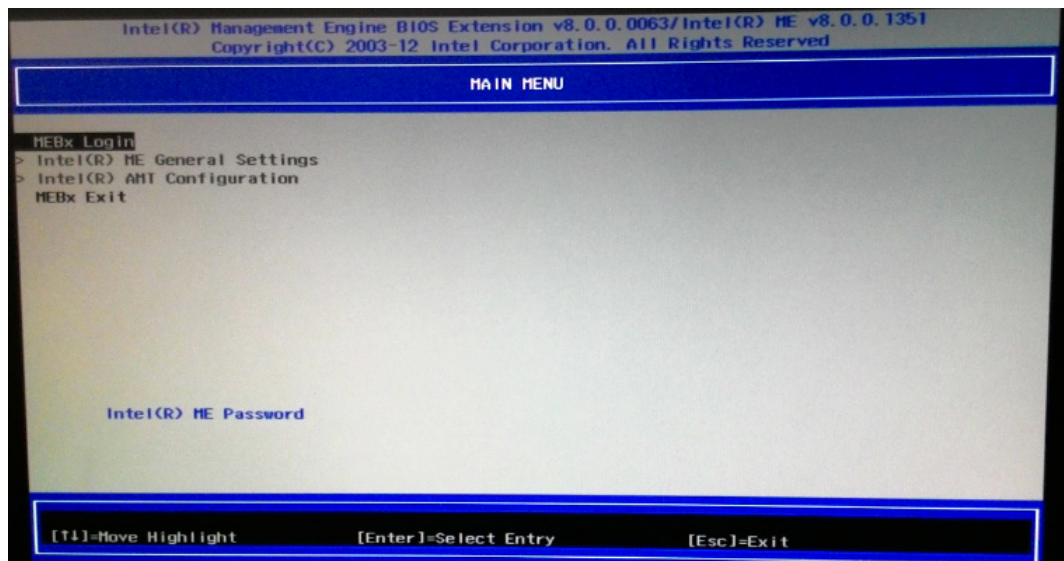 Intel(R) Management Engine BIOS Extension v8.0.0.0063/Intel(R) ME v8.0.0.1351
Copyright(C) 2003-12 Intel Corporation. All Rights Reserved
MAIN MENU
MEBx Login
> Intel(R) ME General Settings
> Intel(R) AMT Configuration
MEBx Exit
Intel(R) ME Password
[↑↓]=Move Highlight [Enter]=Select Entry [Esc]=Exit